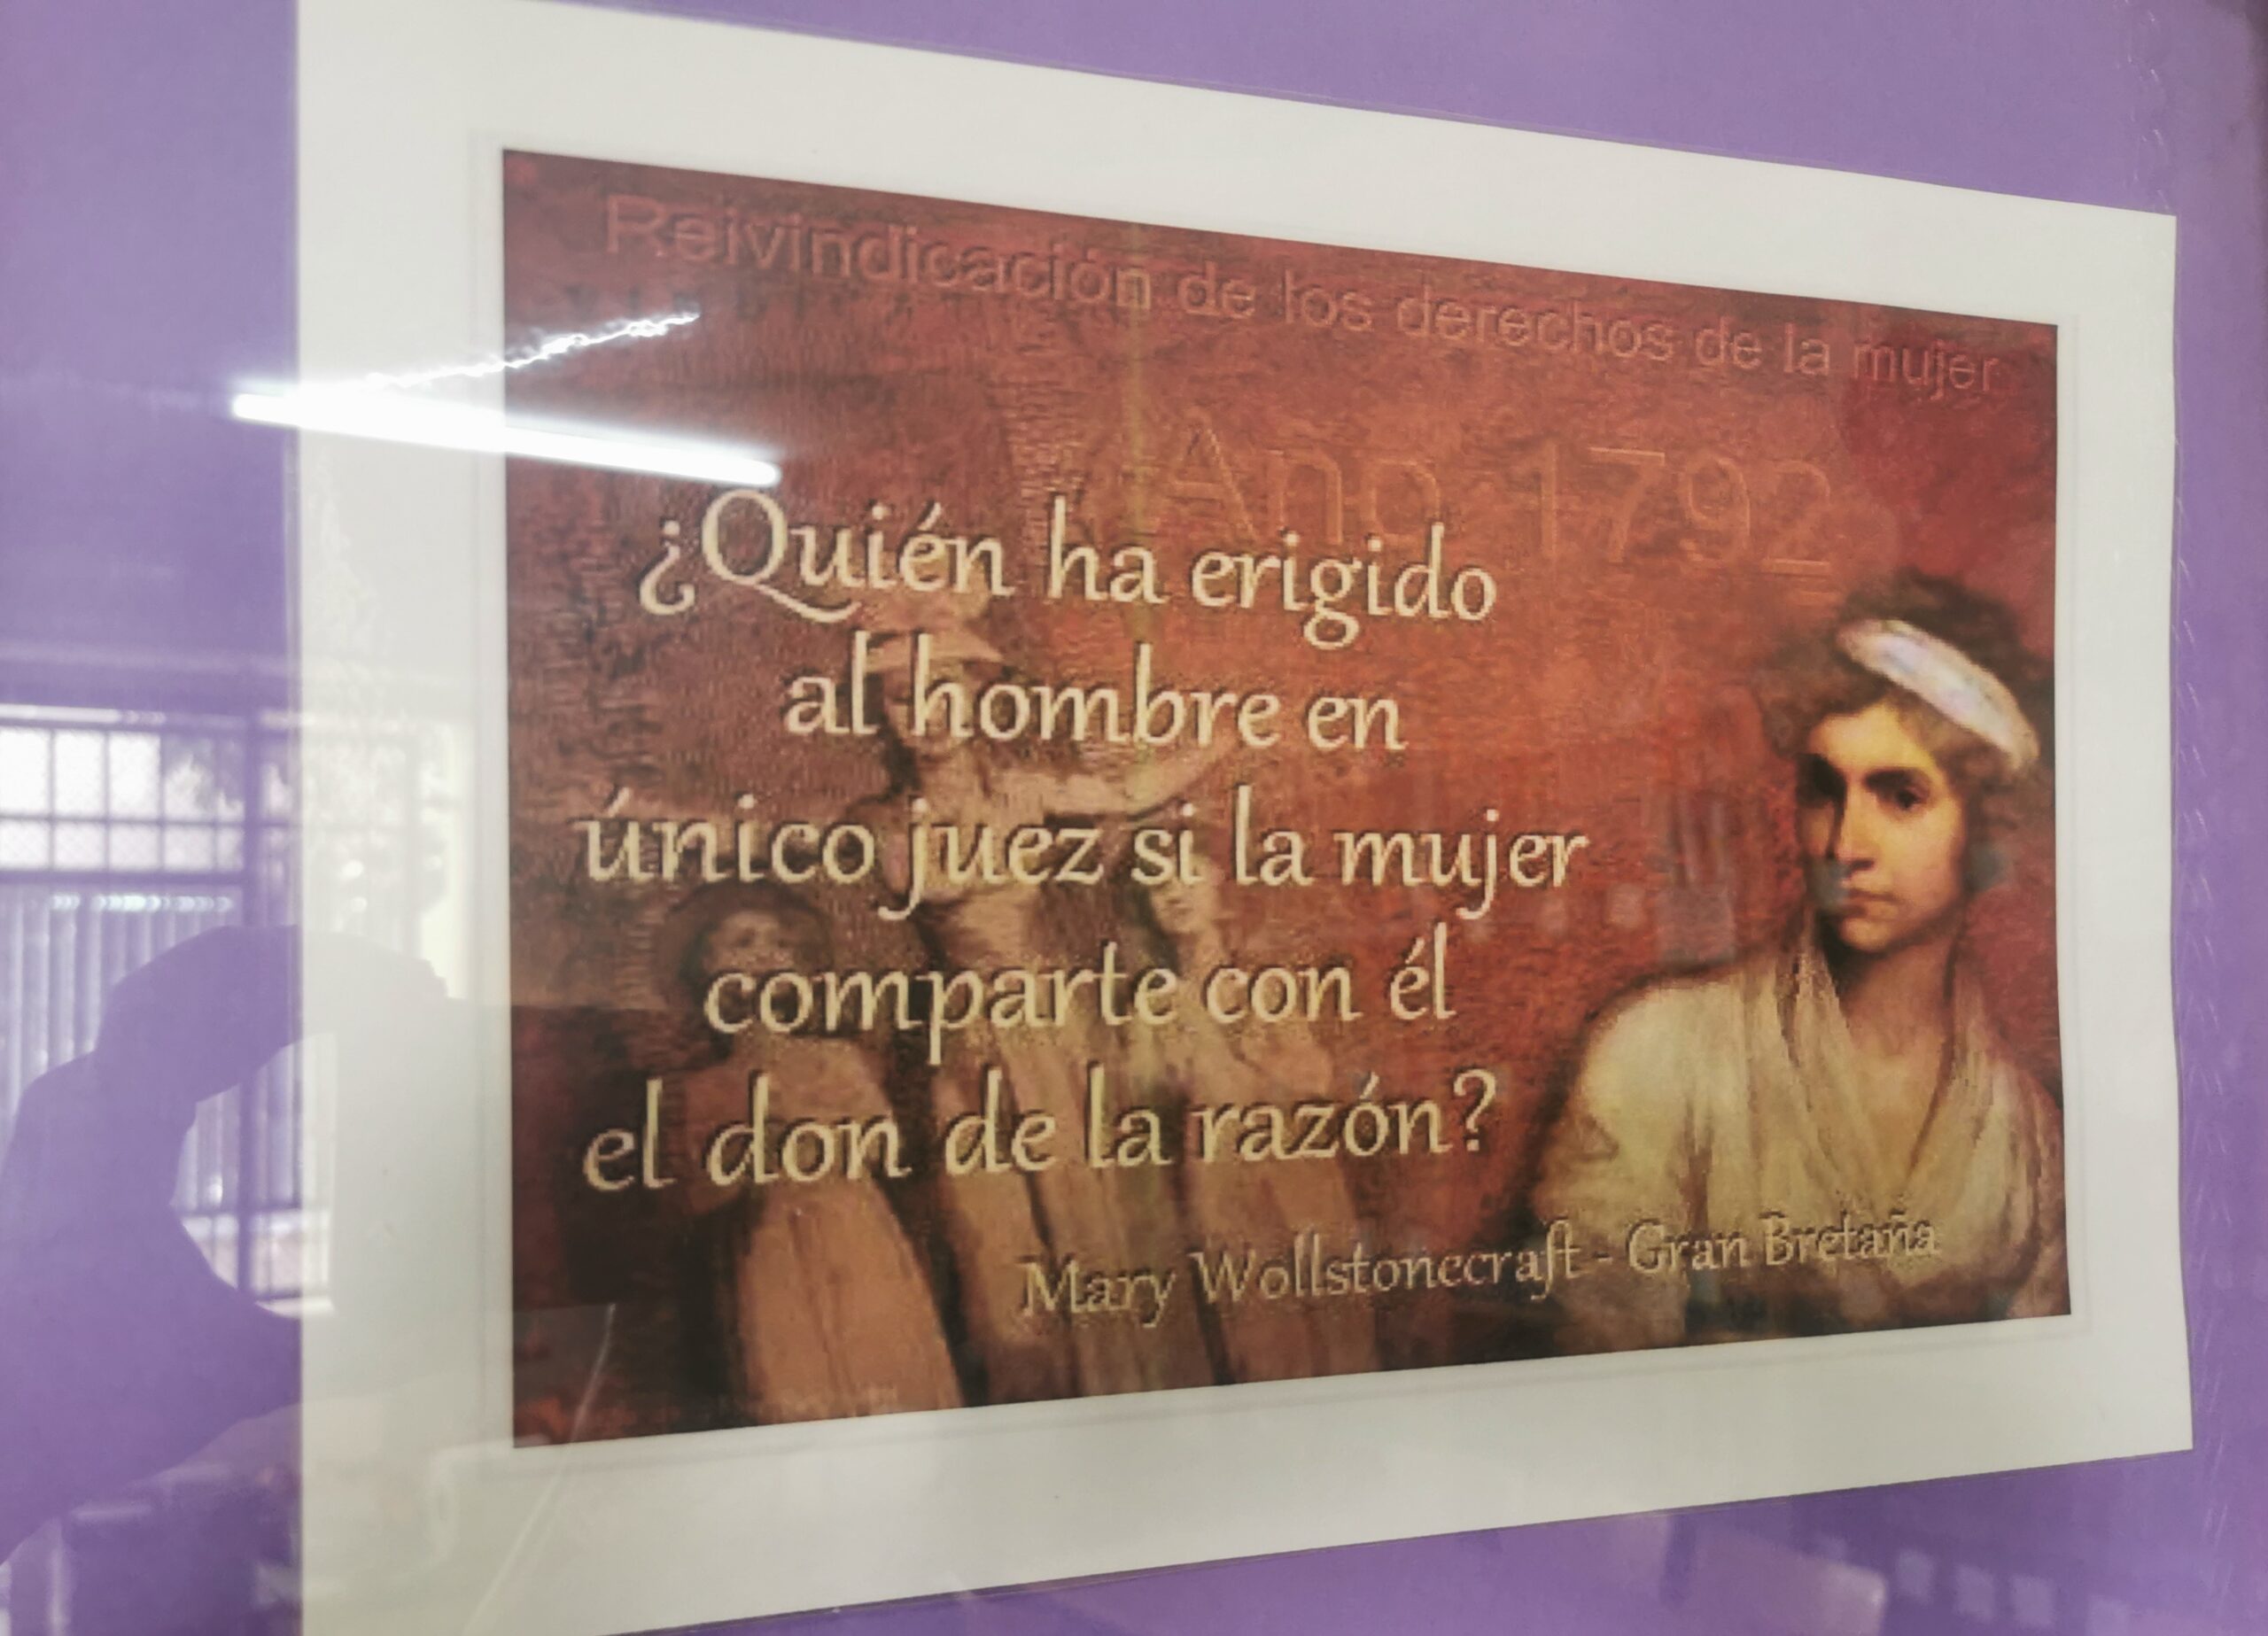 Reivindicación de los derechos de la mujer
Año 1792
¿Quién ha erigido
al hombre en
único juez si la mujer
comparte con él
el don de la razón?
Mary Wollstonecraft - Gran Bretaña